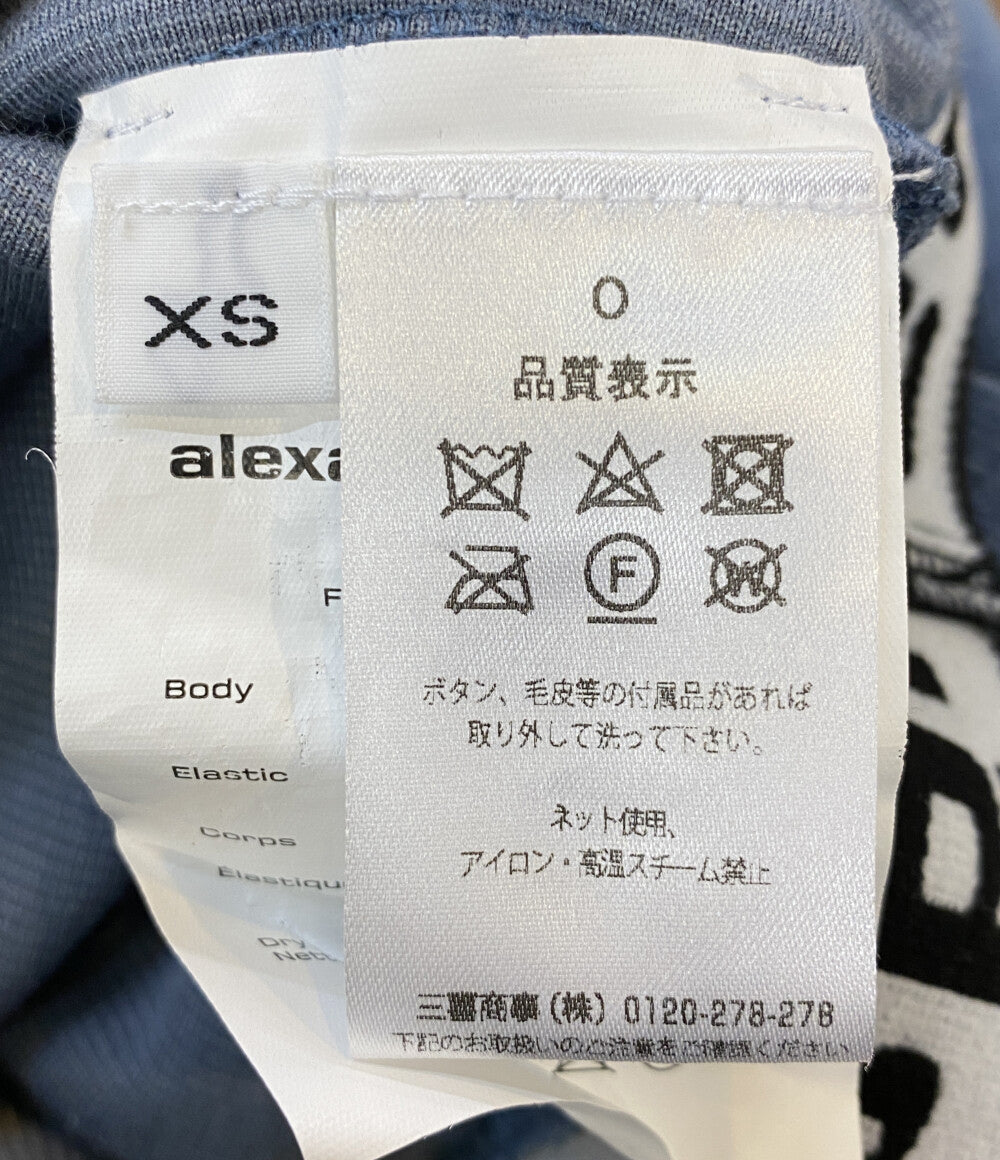 XS
0
品質表示
F
W
ボタン、毛皮等の付属品があれば
取り外して洗って下さい。
ネット使用、
アイロン・高温スチーム禁止
三喜商事（株）0120-278-278
下記のお取扱いのご注意をご確認ください
alexa
F
Body
Elastic
Corps
Elastiqu
Dry
Nett